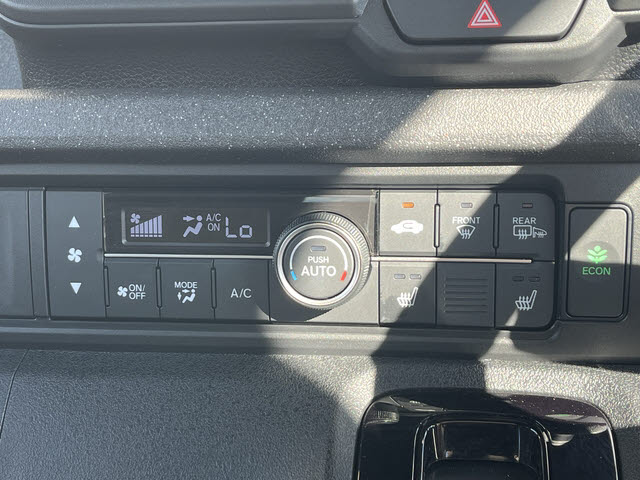 A/C
ON
Lo
FRONT
REAR
PUSH
AUTO
ON/
OFF
MODE
A/C
ECON